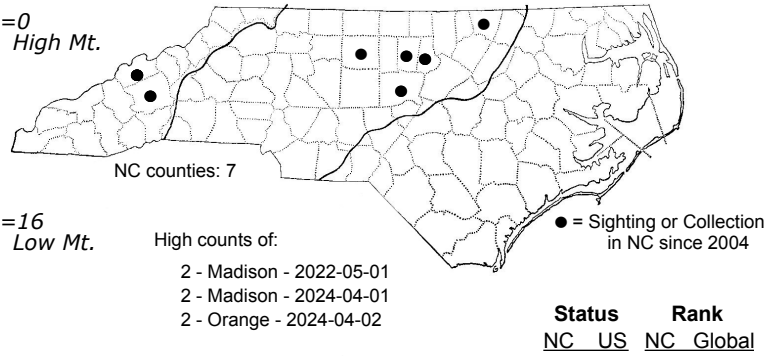 =0
High Mt.
NC counties: 7
=16
Low Mt.
High counts of:
2 - Madison - 2022-05-01
2 - Madison - 2024-04-01
2 - Orange - 2024-04-02
● = Sighting or Collection
in NC since 2004
Status Rank
NC US NC Global